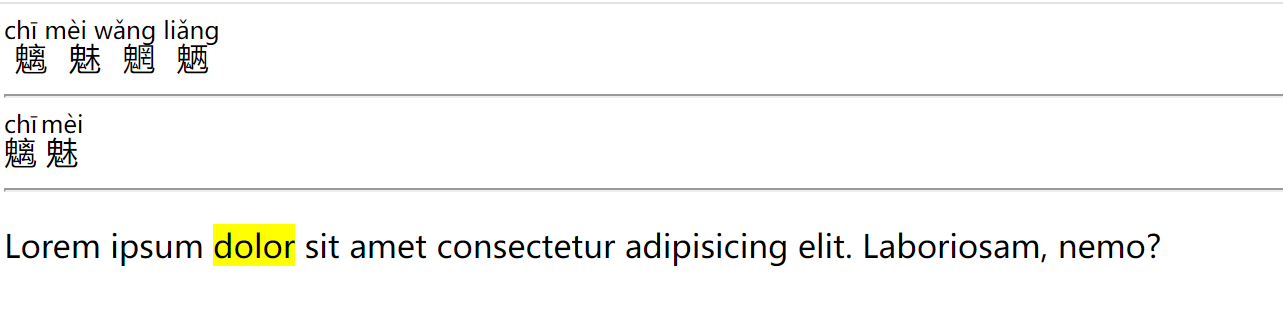 chī mèi wǎng liǎng
魑魅魍魉
chī mèi
魑魅
Lorem ipsum dolor sit amet consectetur adipisicing elit. Laboriosam, nemo?